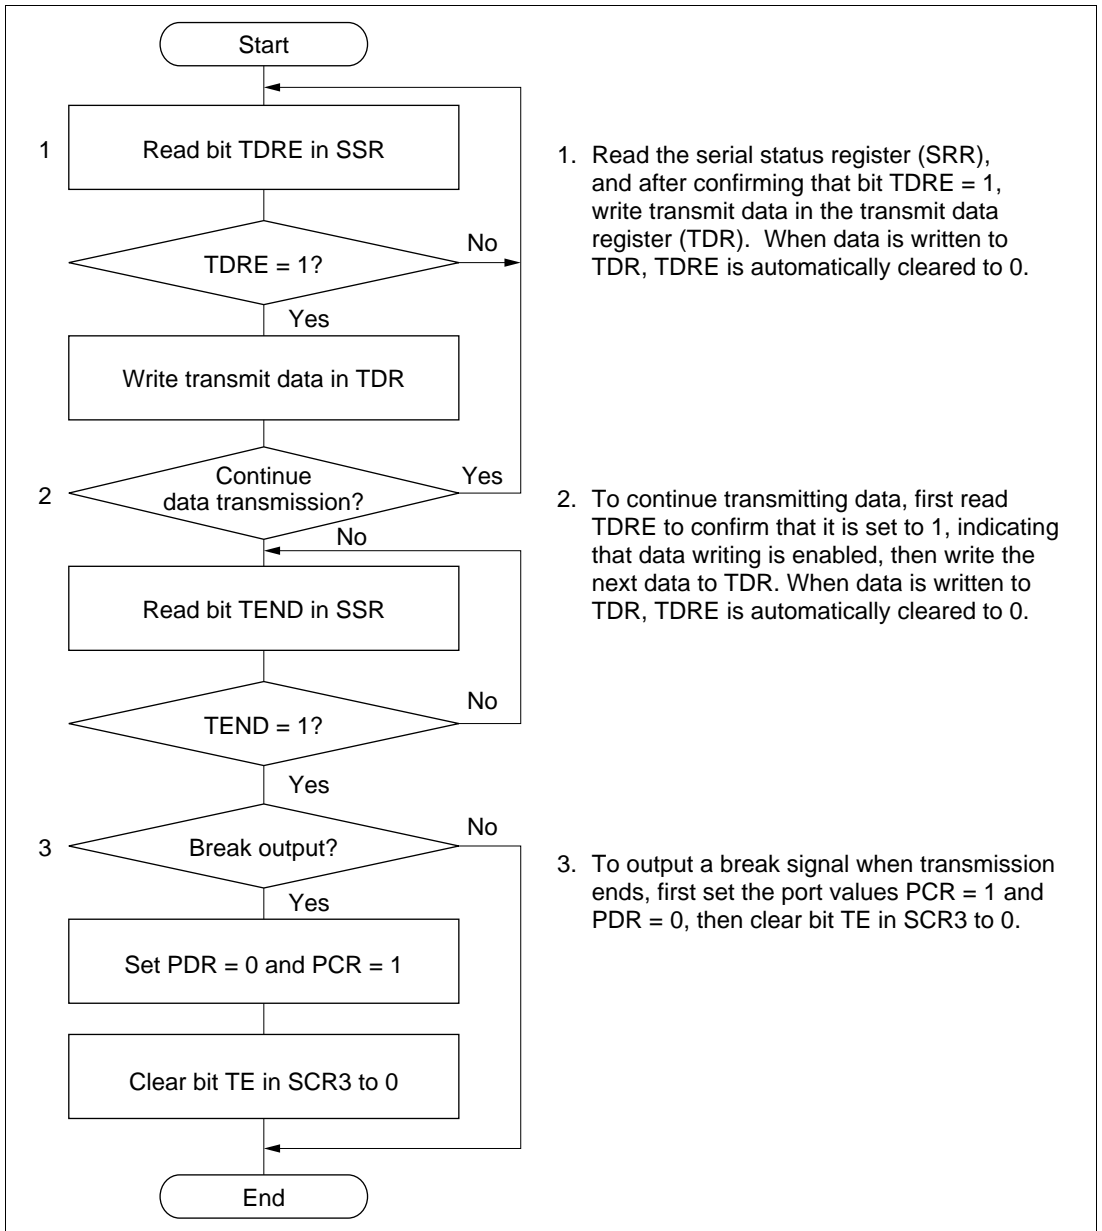 Start
1
Read bit TDRE in SSR
TDRE = 1?
No
Yes
Write transmit data in TDR
2
Continue
data transmission?
Yes
No
Read bit TEND in SSR
TEND = 1?
No
Yes
3
Break output?
No
Yes
Set PDR = 0 and PCR = 1
Clear bit TE in SCR3 to 0
End
1. Read the serial status register (SRR),
and after confirming that bit TDRE = 1,
write transmit data in the transmit data
register (TDR).  When data is written to
TDR, TDRE is automatically cleared to 0.
2. To continue transmitting data, first read
TDRE to confirm that it is set to 1, indicating
that data writing is enabled, then write the
next data to TDR. When data is written to
TDR, TDRE is automatically cleared to 0.
3. To output a break signal when transmission
ends, first set the port values PCR = 1 and
PDR = 0, then clear bit TE in SCR3 to 0.